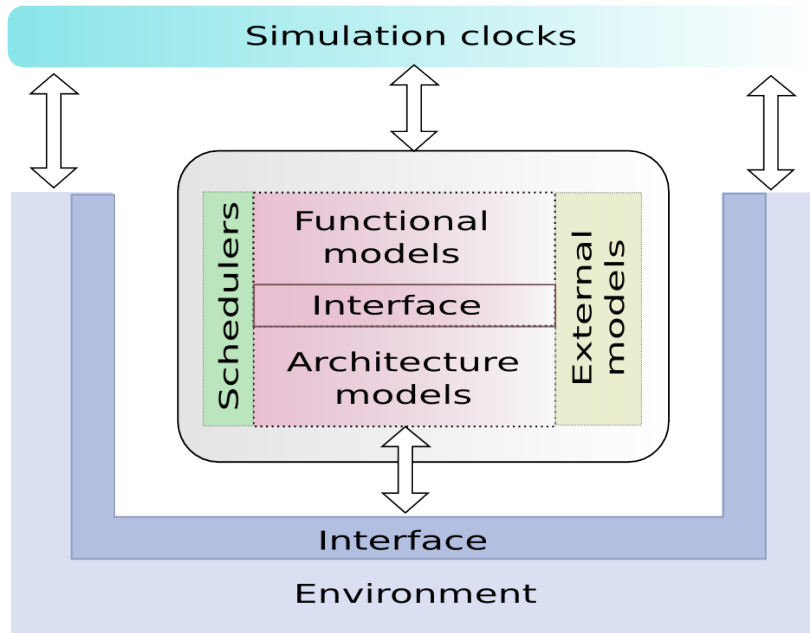 Simulation clocks
Schedulers
Functional
models
Interface
Architecture
models
External
models
Interface
Environment